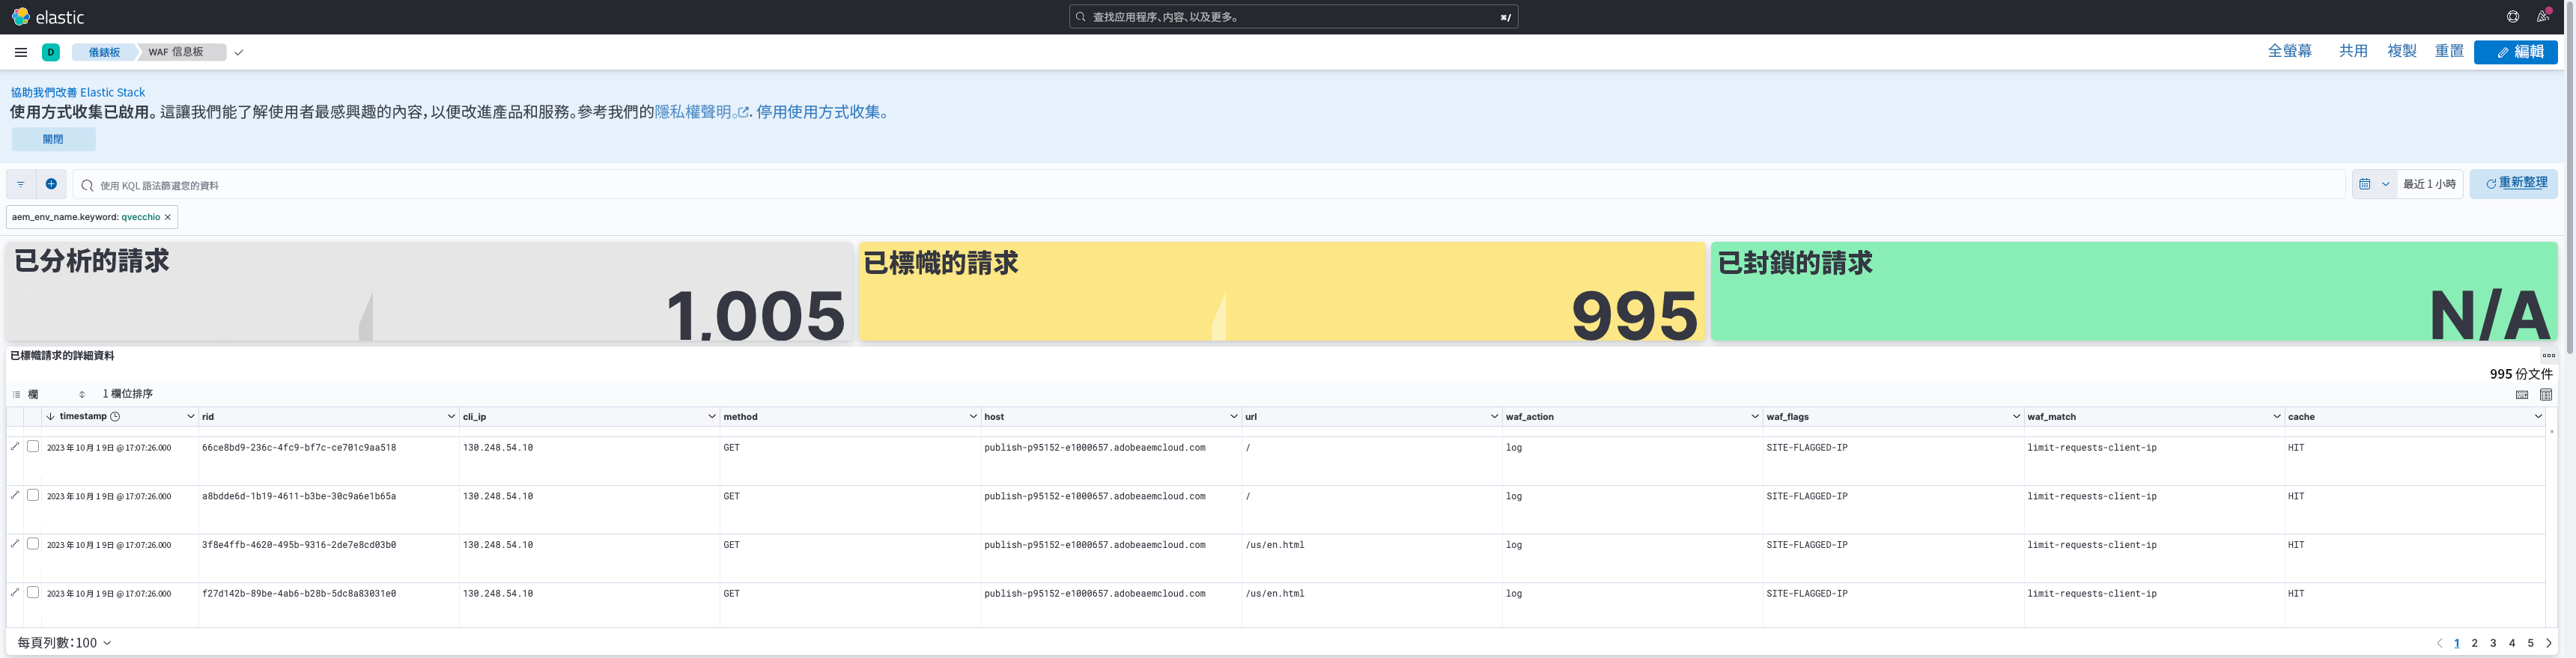 elastic
查找应用程序、内容、以及更多。 ⌘/
D 儀錶板 WAF 信息板 全螢幕 共用 複製 重置 編輯
協助我們改善 Elastic Stack
使用方式收集已啟用。這讓我們能了解使用者最感興趣的內容，以便改進產品和服務。參考我們的隱私權聲明。. 停用使用方式收集。
關閉
使用 KQL 語法篩選您的資料 最近 1 小時 重新整理
aem_env_name.keyword: qvecchio ×
已分析的請求 已標幟的請求 已封鎖的請求
1,005 995 N/A
已標幟請求的詳細資料
995 份文件
欄 1 欄位排序
timestamp rid cli_ip method host url waf_action waf_flags waf_match cache
2023 年 10 月 1 9日 @ 17:07:26.000 66ce8bd9-236c-4fc9-bf7c-ce701c9aa518 130.248.54.10 GET publish-p95152-e1000657.adobeaemcloud.com / log SITE-FLAGGED-IP limit-requests-client-ip HIT
2023 年 10 月 1 9日 @ 17:07:26.000 a8bdde6d-1b19-4611-b3be-30c9a6e1b65a 130.248.54.10 GET publish-p95152-e1000657.adobeaemcloud.com / log SITE-FLAGGED-IP limit-requests-client-ip HIT
2023 年 10 月 1 9日 @ 17:07:26.000 3f8e4ffb-4620-495b-9316-2de7e8cd03b0 130.248.54.10 GET publish-p95152-e1000657.adobeaemcloud.com /us/en.html log SITE-FLAGGED-IP limit-requests-client-ip HIT
2023 年 10 月 1 9日 @ 17:07:26.000 f27d142b-89be-4ab6-b28b-5dc8a83031e0 130.248.54.10 GET publish-p95152-e1000657.adobeaemcloud.com /us/en.html log SITE-FLAGGED-IP limit-requests-client-ip HIT
每頁列數：100 1 2 3 4 5